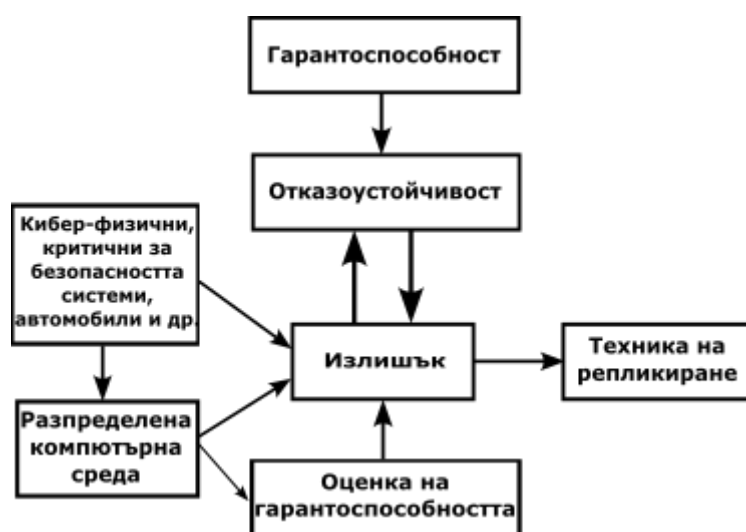 Гарантоспособност
Отказоустойчивост
Кибер-физични,
критични за
безопасността
системи,
автомобили и др.
Излишък
Техника на
репликиране
Разпределена
компютърна
среда
Оценка на
гарантоспособността